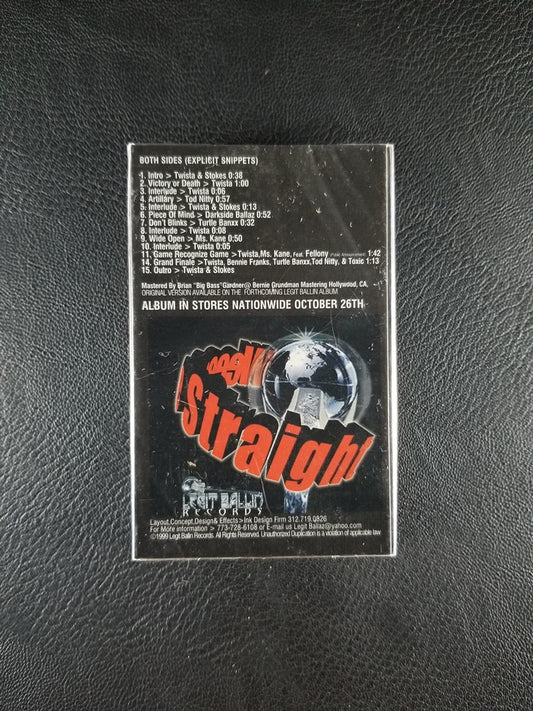 BOTH SIDES (EXPLICIT SNIPPETS)
1. Intro > Twista & Stokes 0:38
2. Victory or Death > Twista 1:00
3. Interlude > Twista 0:06
4. Artillary > Tod Nitty 0:57
5. Interlude > Twista & Stokes 0:13
6. Piece Of Mind > Darkside Ballaz 0:52
7. Don't Blinks > Turtle Banxx 0:32
8. Interlude > Twista 0:08
9. Wide Open > Ms. Kane 0:50
10. Interlude > Twista 0:05
11. Game Recognize Game >Twista,Ms. Kane, Feat. Fellony 1:42
14. Grand Finale >Twista, Bennie Franks, Turtle Banxx,Tod Nitty, & Toxic 1:13
15. Outro > Twista & Stokes
Mastered By Brian "Big Bass" Gardner@ Bernie Grundman Mastering Hollywood, CA.
ORIGINAL VERSION AVAILABLE ON THE FORTHCOMING LEGIT BALLIN ALBUM
ALBUM IN STORES NATIONWIDE OCTOBER 26TH
Straight
LEGIT BALLIN
RECORDS
Layout,Concept,Design& Effects>Ink Design Firm 312.719.0826
For More information > 773-728-6108 or E-mail us Legit Ballaz@yahoo.com
©1999 Legit Ballin Records. All Rights Reserved. Unauthorized Duplication is a violation of applicable law